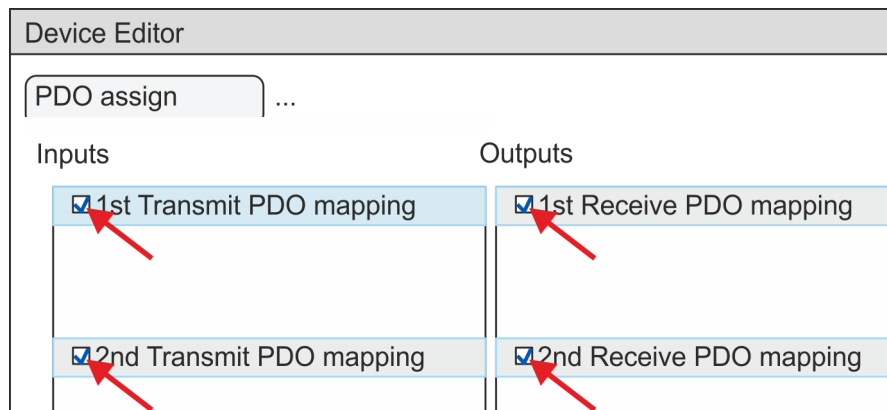 Device Editor
PDO assign ...
Inputs Outputs
1st Transmit PDO mapping 1st Receive PDO mapping
2nd Transmit PDO mapping 2nd Receive PDO mapping